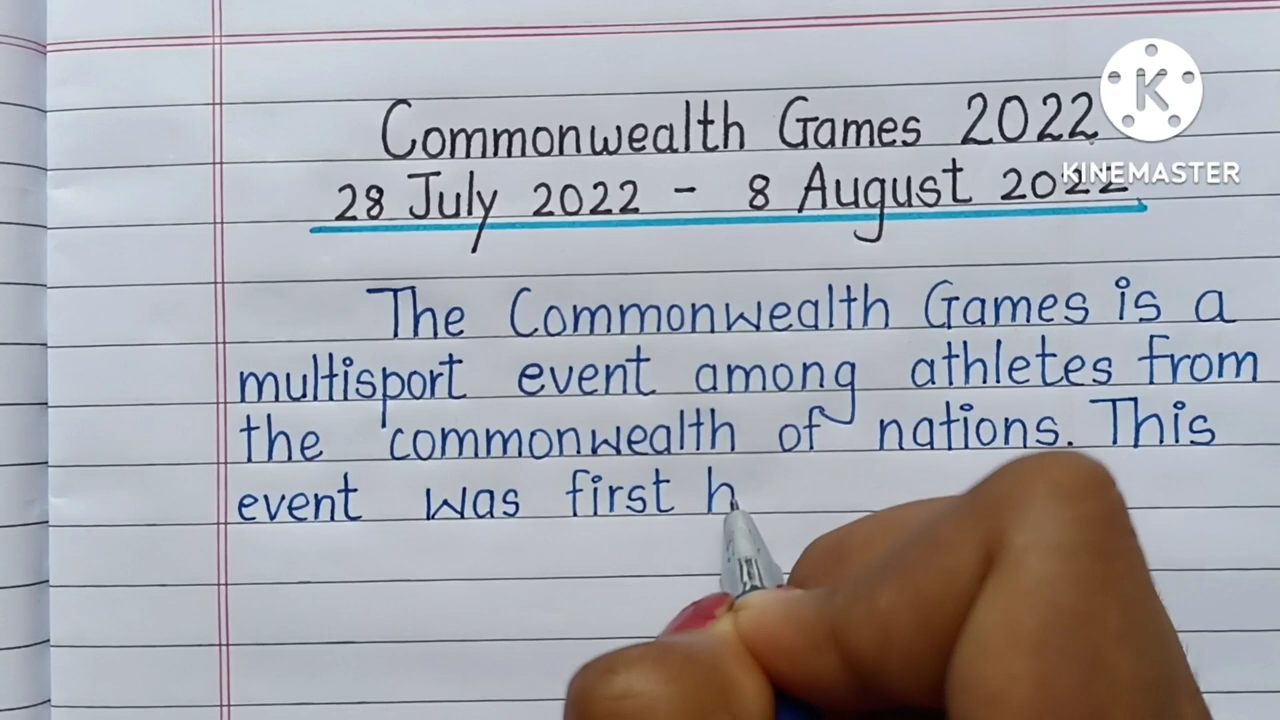 Commonwealth Games 2022
28 July 2022 - 8 August 2022
K
KINEMASTER
The Commonwealth Games is a
multisport event among athletes from
the commonwealth of nations. This
event was first h